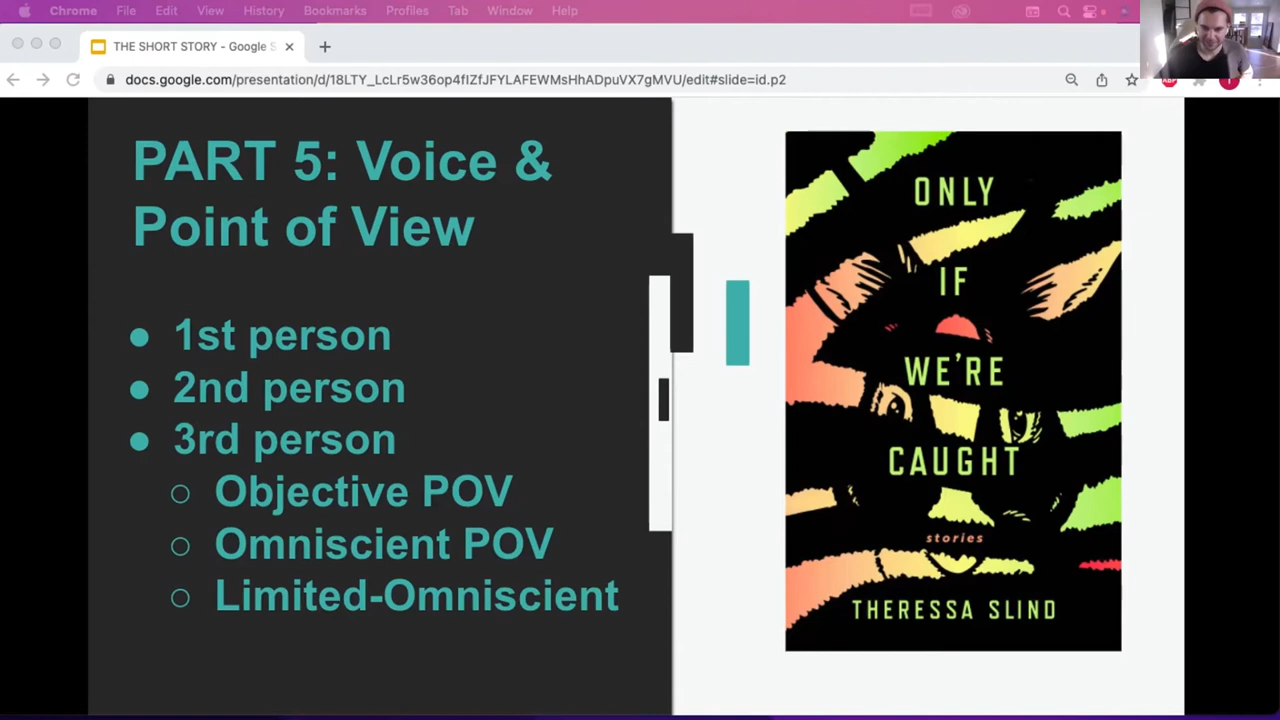 Chrome File Edit View History Bookmarks Profiles Tab Window Help
THE SHORT STORY - Google S
docs.google.com/presentation/d/18LTY_LcLr5w36op4fIZfJFYLAFEWMsHhADpuVX7gMVU/edit#slide=id.p2
PART 5: Voice &
Point of View
1st person
2nd person
3rd person
Objective POV
Omniscient POV
Limited-Omniscient
ONLY
IF
WE'RE
CAUGHT
stories
THERESSA SLIND